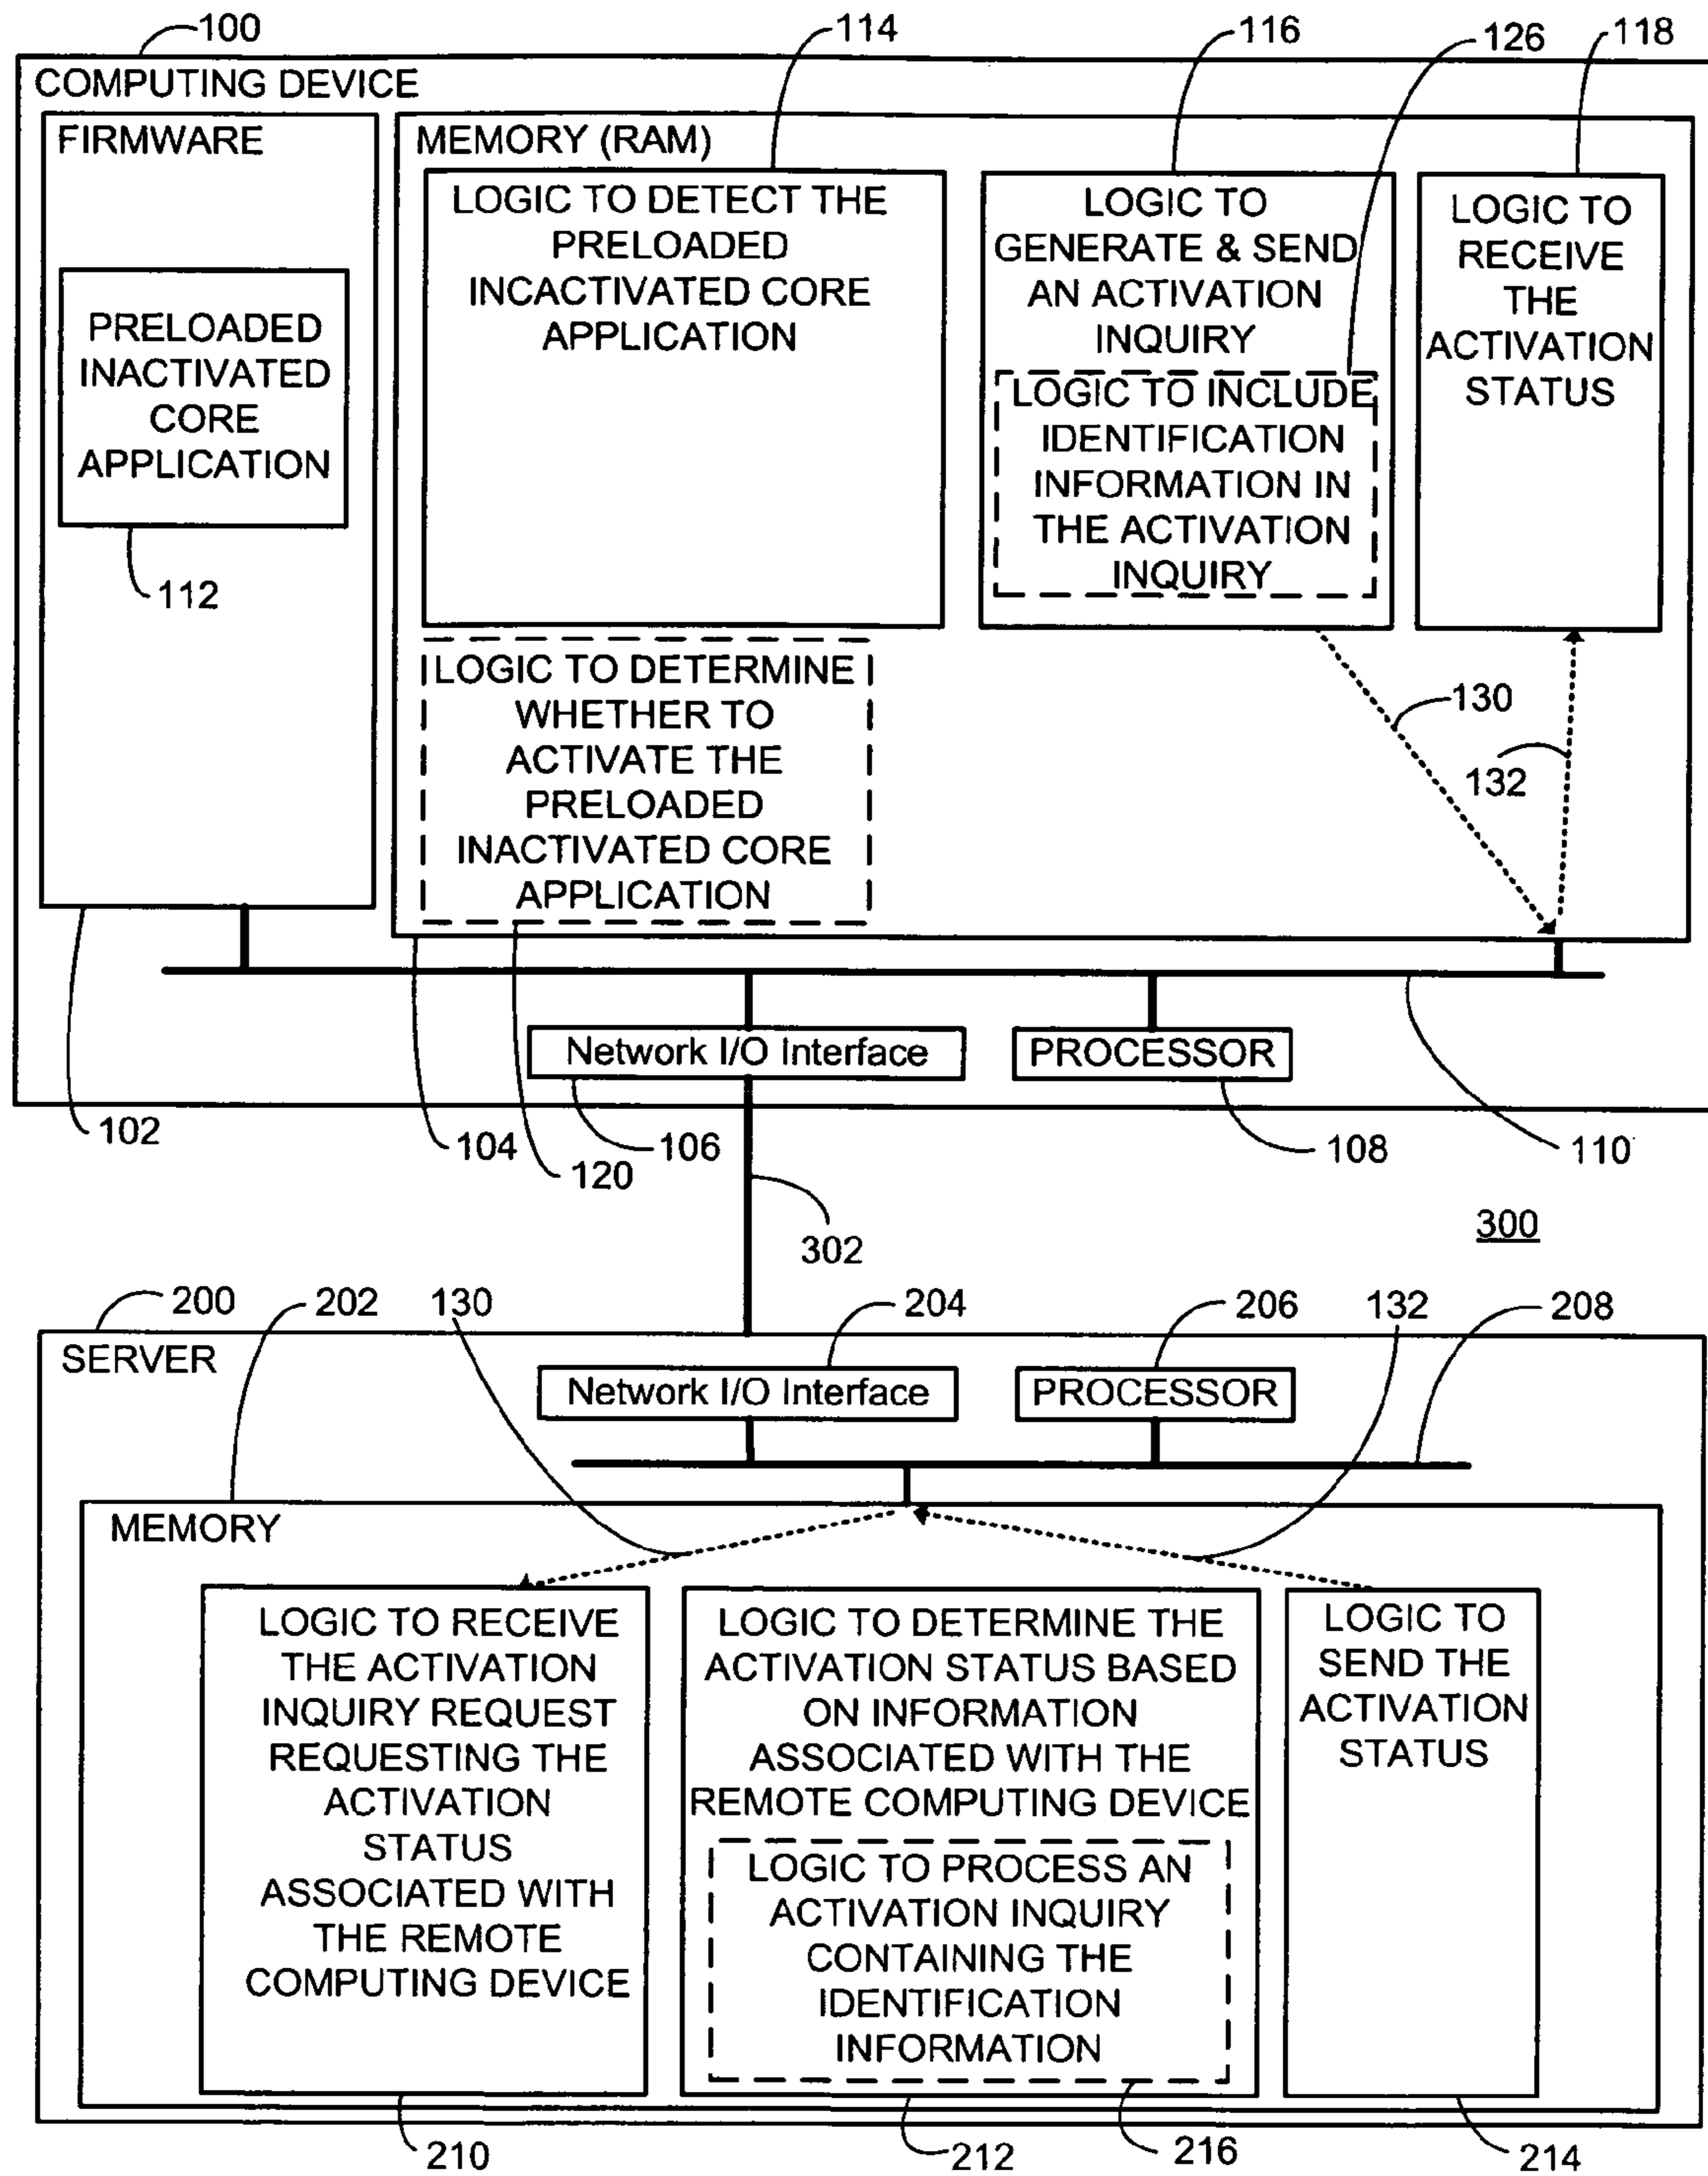 100
114
116
126
118
COMPUTING DEVICE
FIRMWARE
PRELOADED
INACTIVATED
CORE
APPLICATION
112
MEMORY (RAM)
LOGIC TO DETECT THE
PRELOADED
INCACTIVATED CORE
APPLICATION
LOGIC TO
GENERATE & SEND
AN ACTIVATION
INQUIRY
LOGIC TO INCLUDE
IDENTIFICATION
INFORMATION IN
THE ACTIVATION
INQUIRY
LOGIC TO
RECEIVE
THE
ACTIVATION
STATUS
LOGIC TO DETERMINE
WHETHER TO
ACTIVATE THE
PRELOADED
INACTIVATED CORE
APPLICATION
130
132
Network I/O Interface
PROCESSOR
102
104
120
106
108
110
302
300
200
202
130
204
206
132
208
SERVER
Network I/O Interface
PROCESSOR
MEMORY
LOGIC TO RECEIVE
THE ACTIVATION
INQUIRY REQUEST
REQUESTING THE
ACTIVATION
STATUS
ASSOCIATED WITH
THE REMOTE
COMPUTING DEVICE
LOGIC TO DETERMINE THE
ACTIVATION STATUS BASED
ON INFORMATION
ASSOCIATED WITH THE
REMOTE COMPUTING DEVICE
LOGIC TO PROCESS AN
ACTIVATION INQUIRY
CONTAINING THE
IDENTIFICATION
INFORMATION
LOGIC TO
SEND THE
ACTIVATION
STATUS
210
212
216
214